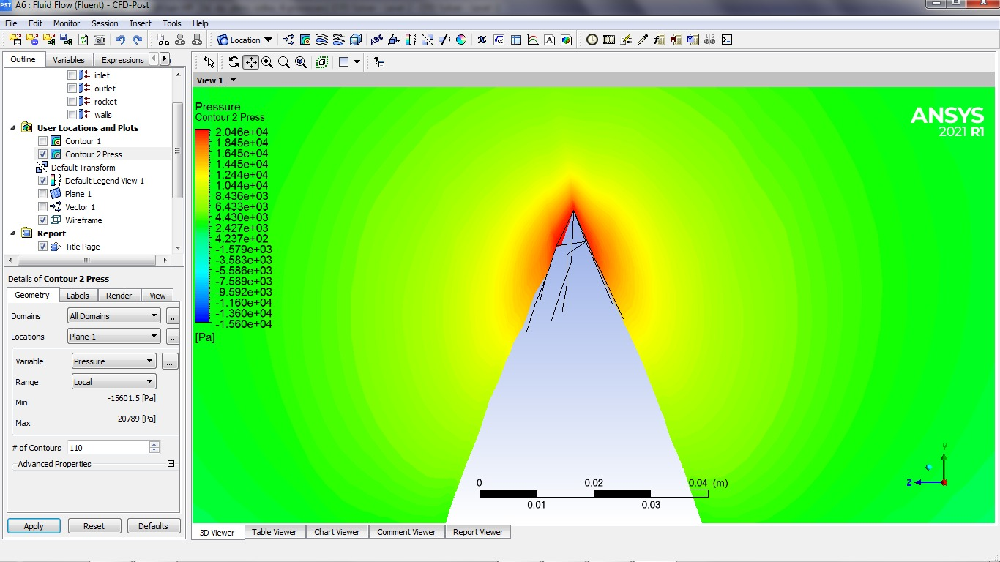 A6 : Fluid Flow (Fluent) - CFD-Post
File Edit Monitor Session Insert Tools Help
Location
Outline Variables Expressions
inlet
outlet
rocket
walls
User Locations and Plots
Contour 1
Contour 2 Press
Default Transform
Default Legend View 1
Plane 1
Vector 1
Wireframe
Report
Title Page
Details of Contour 2 Press
Geometry Labels Render View
Domains All Domains ...
Locations Plane 1 ...
Variable Pressure ...
Range Local
Min -15601.5 [Pa]
Max 20789 [Pa]
# of Contours 110
Advanced Properties
Apply Reset Defaults
View 1
Pressure
Contour 2 Press
2.046e+04
1.845e+04
1.645e+04
1.445e+04
1.244e+04
1.044e+04
8.436e+03
6.433e+03
4.430e+03
2.427e+03
4.237e+02
-1.579e+03
-3.583e+03
-5.586e+03
-7.589e+03
-9.592e+03
-1.160e+04
-1.360e+04
-1.560e+04
[Pa]
ANSYS
2021 R1
Y
Z
0 0.02 0.04 (m)
0.01 0.03
3D Viewer Table Viewer Chart Viewer Comment Viewer Report Viewer